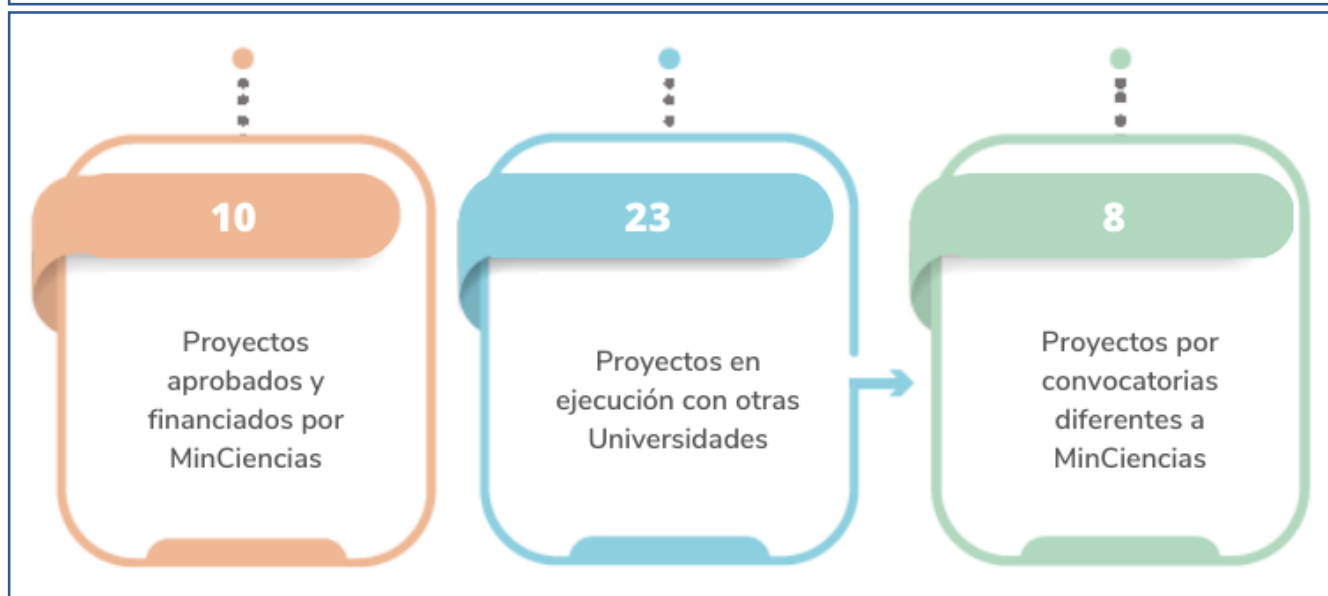 10
Proyectos
aprobados y
financiados por
MinCiencias
23
Proyectos en
ejecución con otras
Universidades
8
Proyectos por
convocatorias
diferentes a
MinCiencias